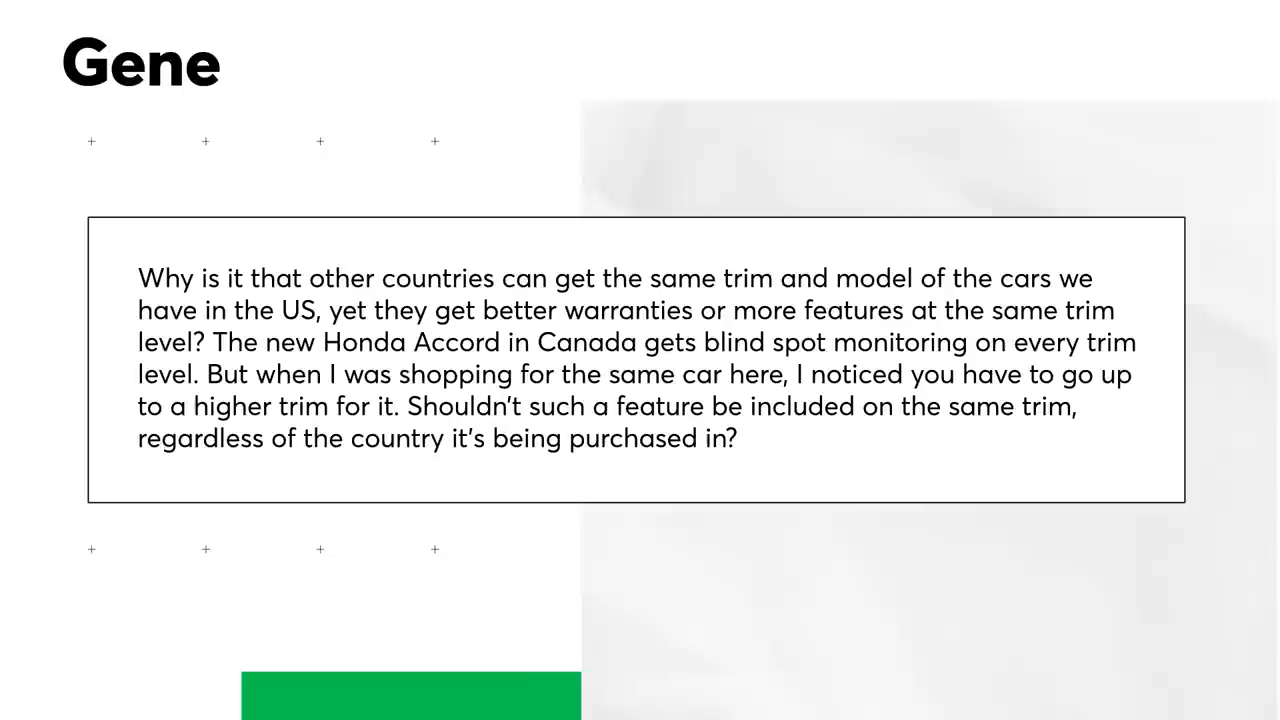 Gene
Why is it that other countries can get the same trim and model of the cars we
have in the US, yet they get better warranties or more features at the same trim
level? The new Honda Accord in Canada gets blind spot monitoring on every trim
level. But when I was shopping for the same car here, I noticed you have to go up
to a higher trim for it. Shouldn't such a feature be included on the same trim,
regardless of the country it's being purchased in?